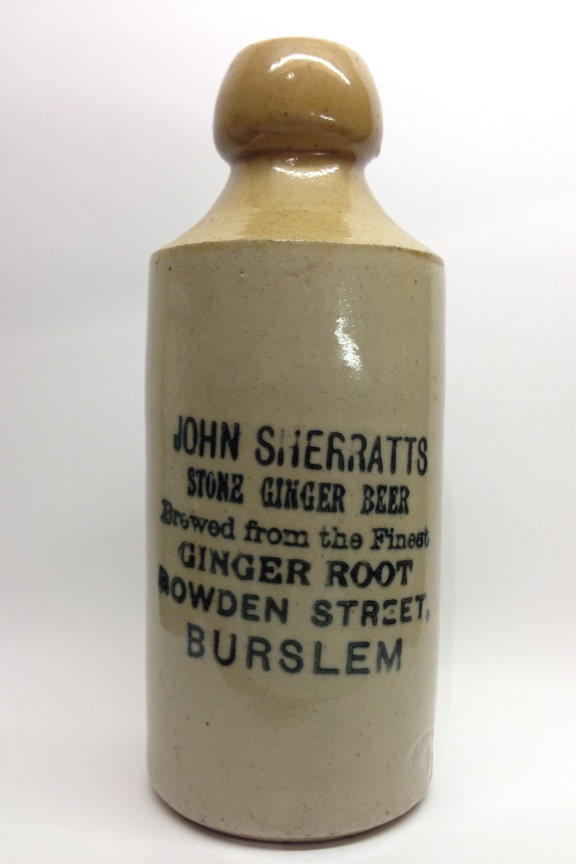 JOHN SHERRATTS
STONE GINGER BEER
Brewed from the Finest
GINGER ROOT
BOWDEN STREET,
BURSLEM